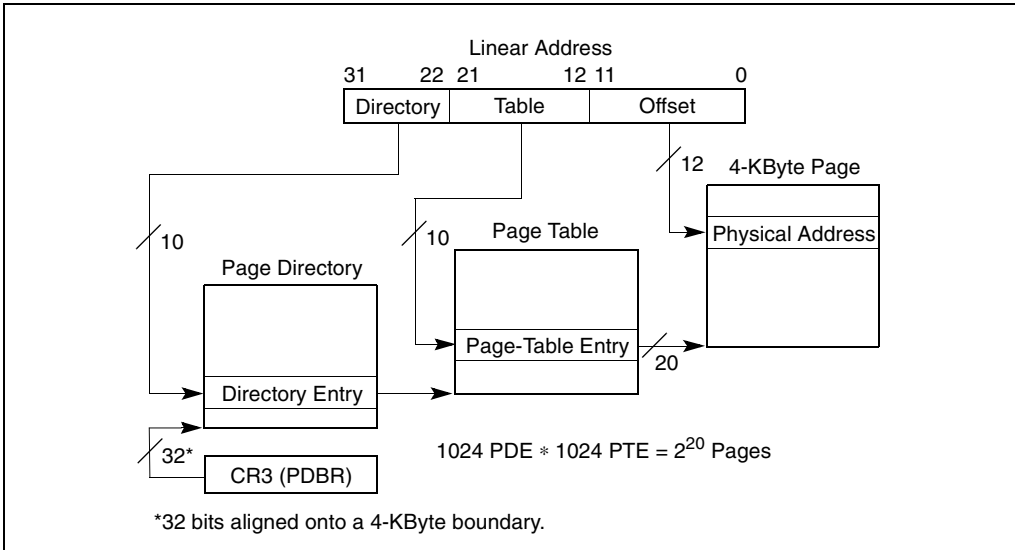 Linear Address
31 22 21 12 11 0
Directory Table Offset
12
4-KByte Page
Physical Address
10
10
Page Table
Page Directory
Page-Table Entry
20
Directory Entry
32*
1024 PDE * 1024 PTE = 2^20 Pages
CR3 (PDBR)
*32 bits aligned onto a 4-KByte boundary.